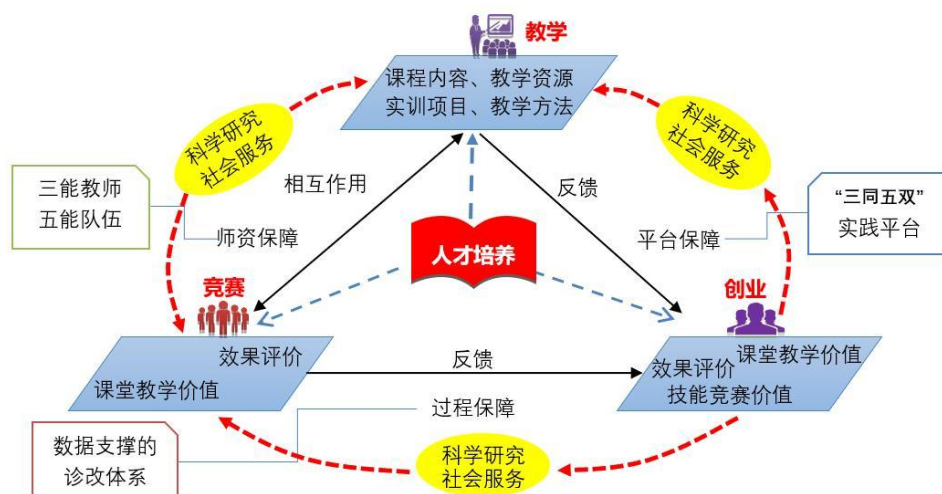 教学
课程内容、教学资源
实训项目、教学方法
科学研究
社会服务
科学研究
社会服务
三能教师
五能队伍
相互作用
反馈
“三同五双”
实践平台
师资保障
人才培养
平台保障
竞赛
创业
效果评价
课堂教学价值
反馈
课堂教学价值
效果评价
技能竞赛价值
过程保障
数据支撑的
诊改体系
科学研究
社会服务